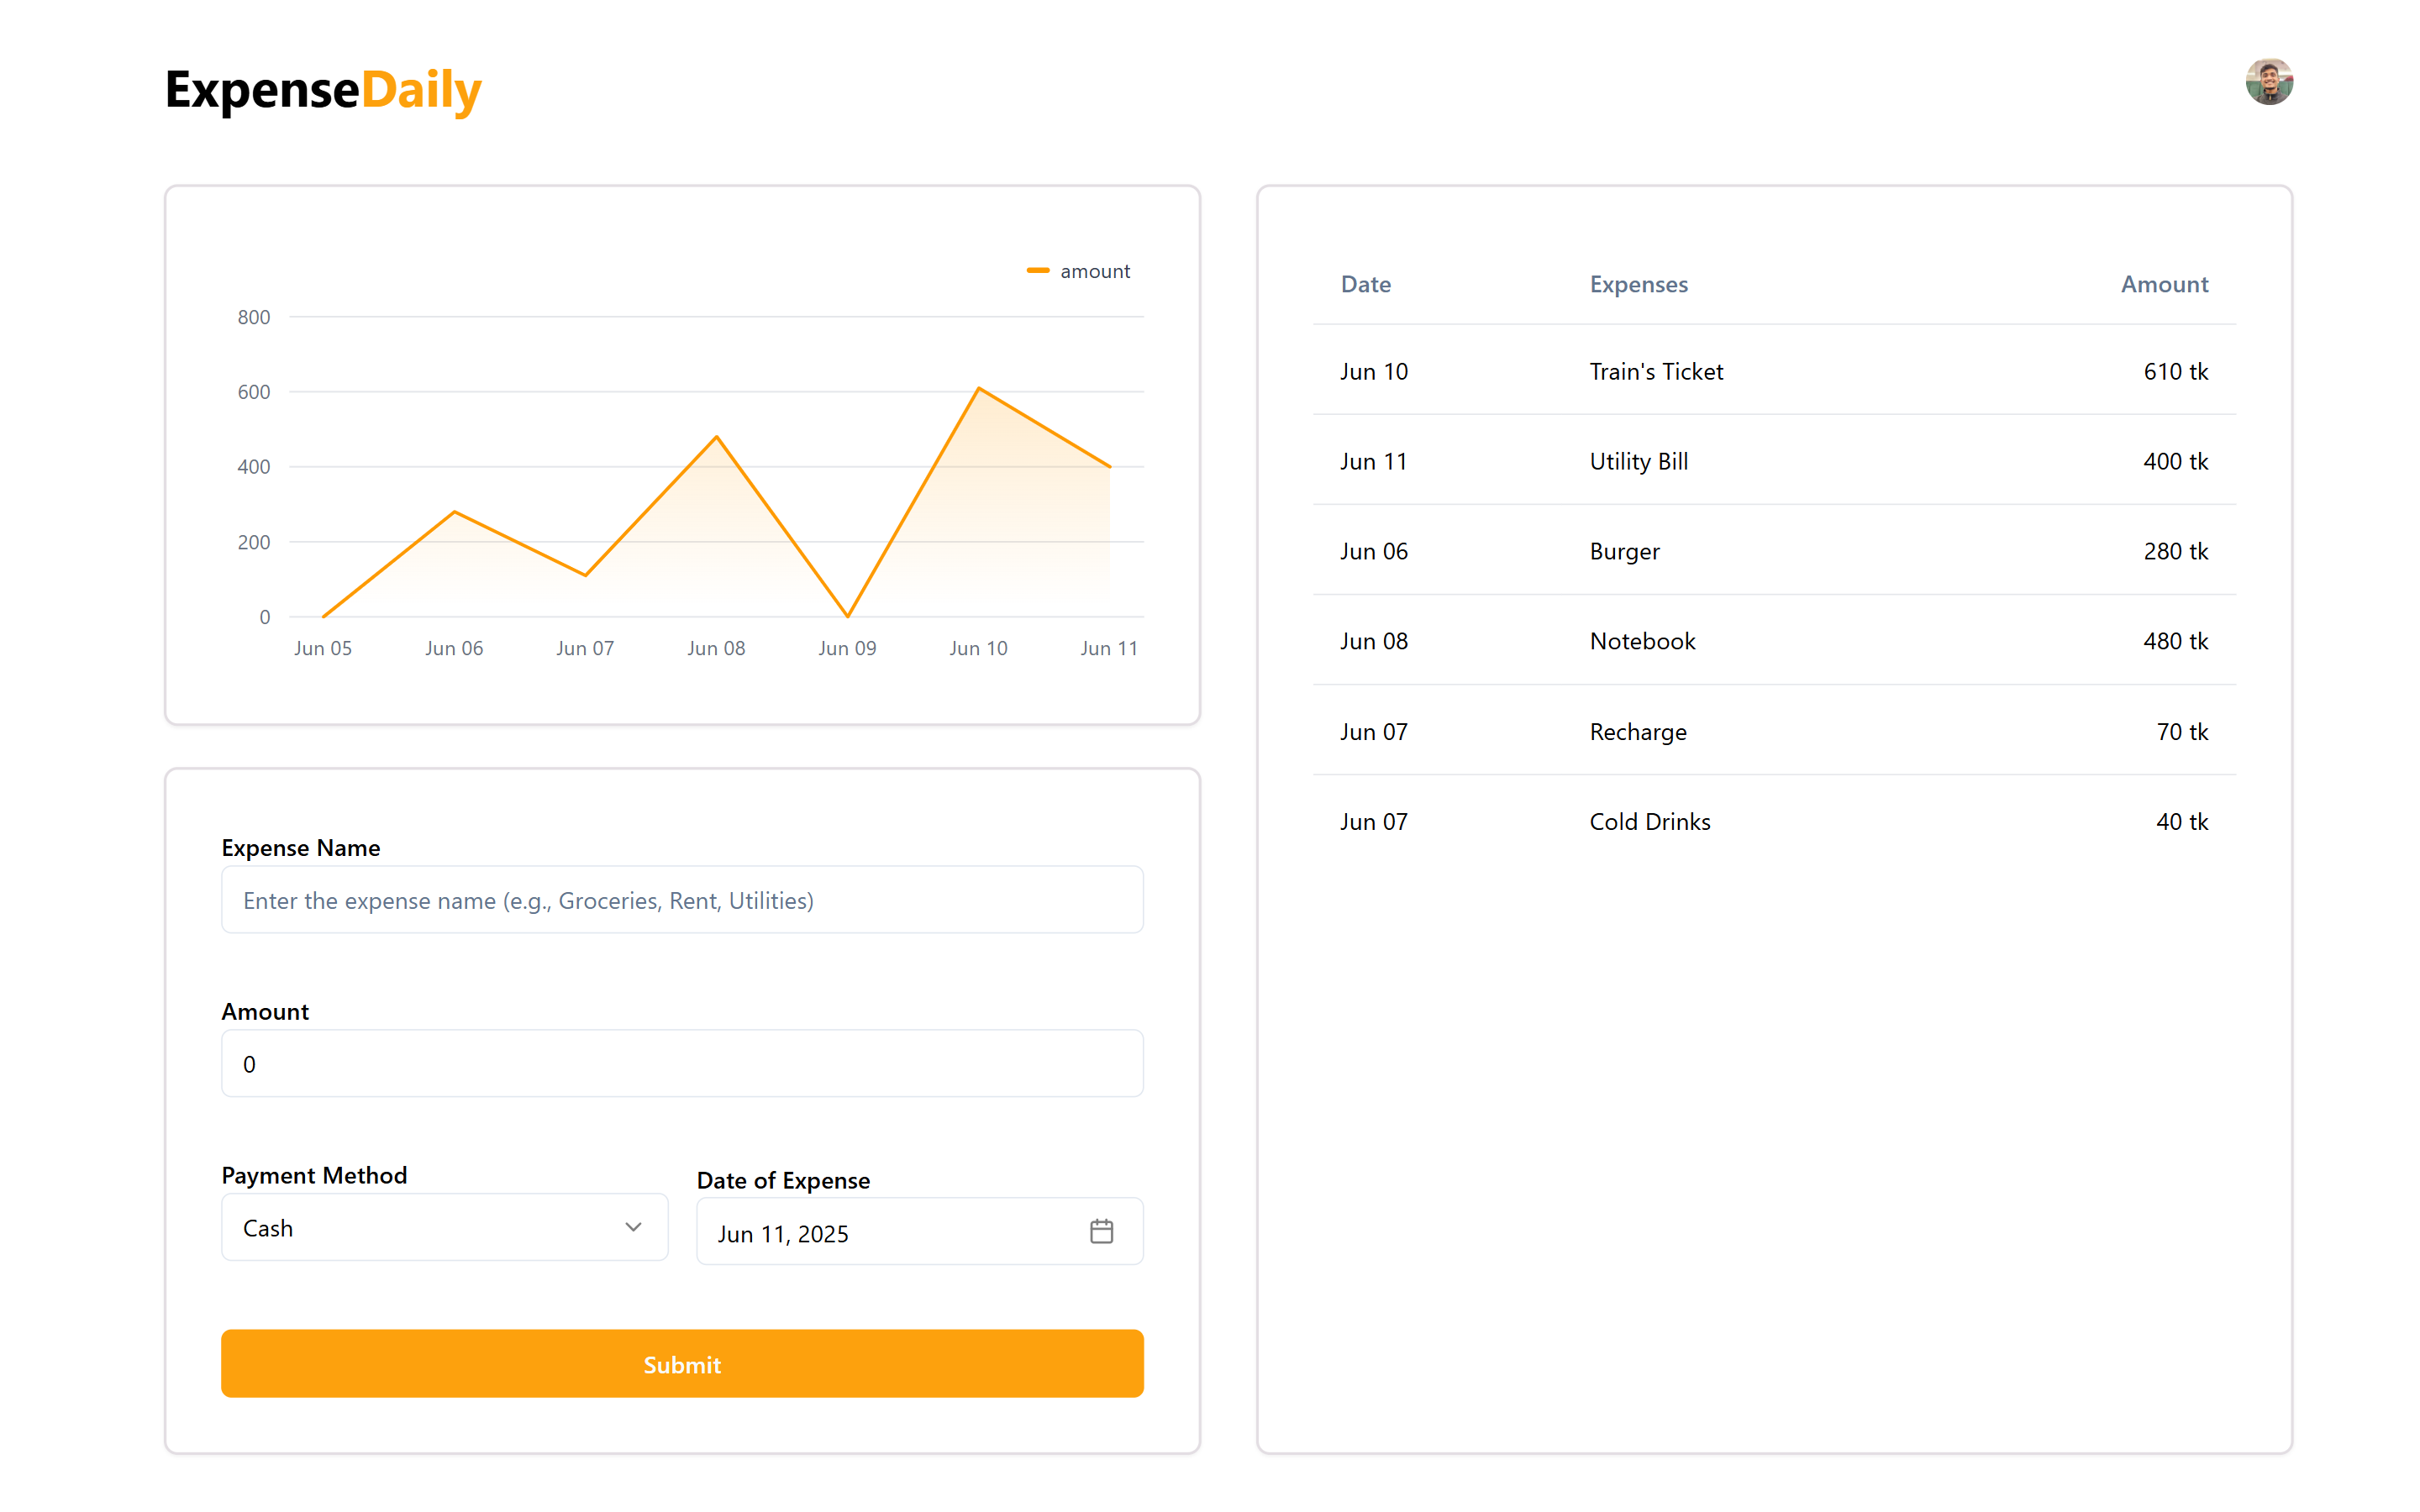 ExpenseDaily
amount
800
600
400
200
0
Jun 05 Jun 06 Jun 07 Jun 08 Jun 09 Jun 10 Jun 11
Expense Name
Enter the expense name (e.g., Groceries, Rent, Utilities)
Amount
0
Payment Method
Cash
Date of Expense
Jun 11, 2025
Submit
Date Expenses Amount
Jun 10 Train's Ticket 610 tk
Jun 11 Utility Bill 400 tk
Jun 06 Burger 280 tk
Jun 08 Notebook 480 tk
Jun 07 Recharge 70 tk
Jun 07 Cold Drinks 40 tk